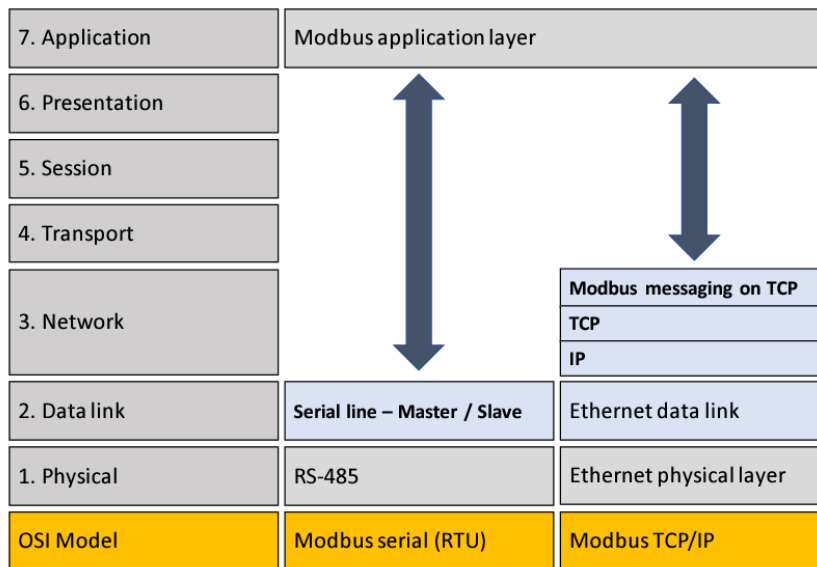 7. Application
Modbus application layer
6. Presentation
5. Session
4. Transport
3. Network
Modbus messaging on TCP
TCP
IP
2. Data link
Serial line – Master / Slave
Ethernet data link
1. Physical
RS-485
Ethernet physical layer
OSI Model
Modbus serial (RTU)
Modbus TCP/IP